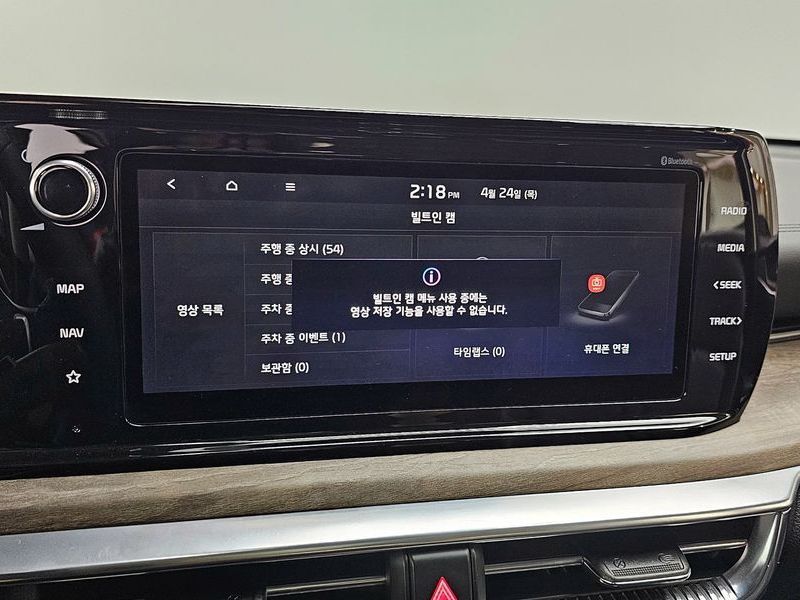 Bluetooth
2:18 PM 4월 24일 (목)
빌트인 캠
RADIO
MEDIA
<SEEK
TRACK>
SETUP
MAP
NAV
영상 목록
주행 중 상시 (54)
주행 중
주차 중
주차 중 이벤트 (1)
보관함 (0)
빌트인 캠 메뉴 사용 중에는
영상 저장 기능을 사용할 수 없습니다.
타임랩스 (0)
휴대폰 연결